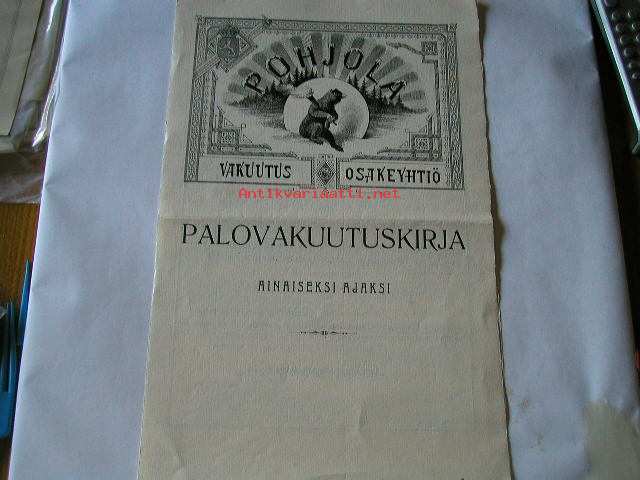 POHJOLA
VAKUUTUS OSAKEYHTIÖ
Antikvariaatti.net
PALOVAKUUTUSKIRJA
AINAISEKSI AJAKSI